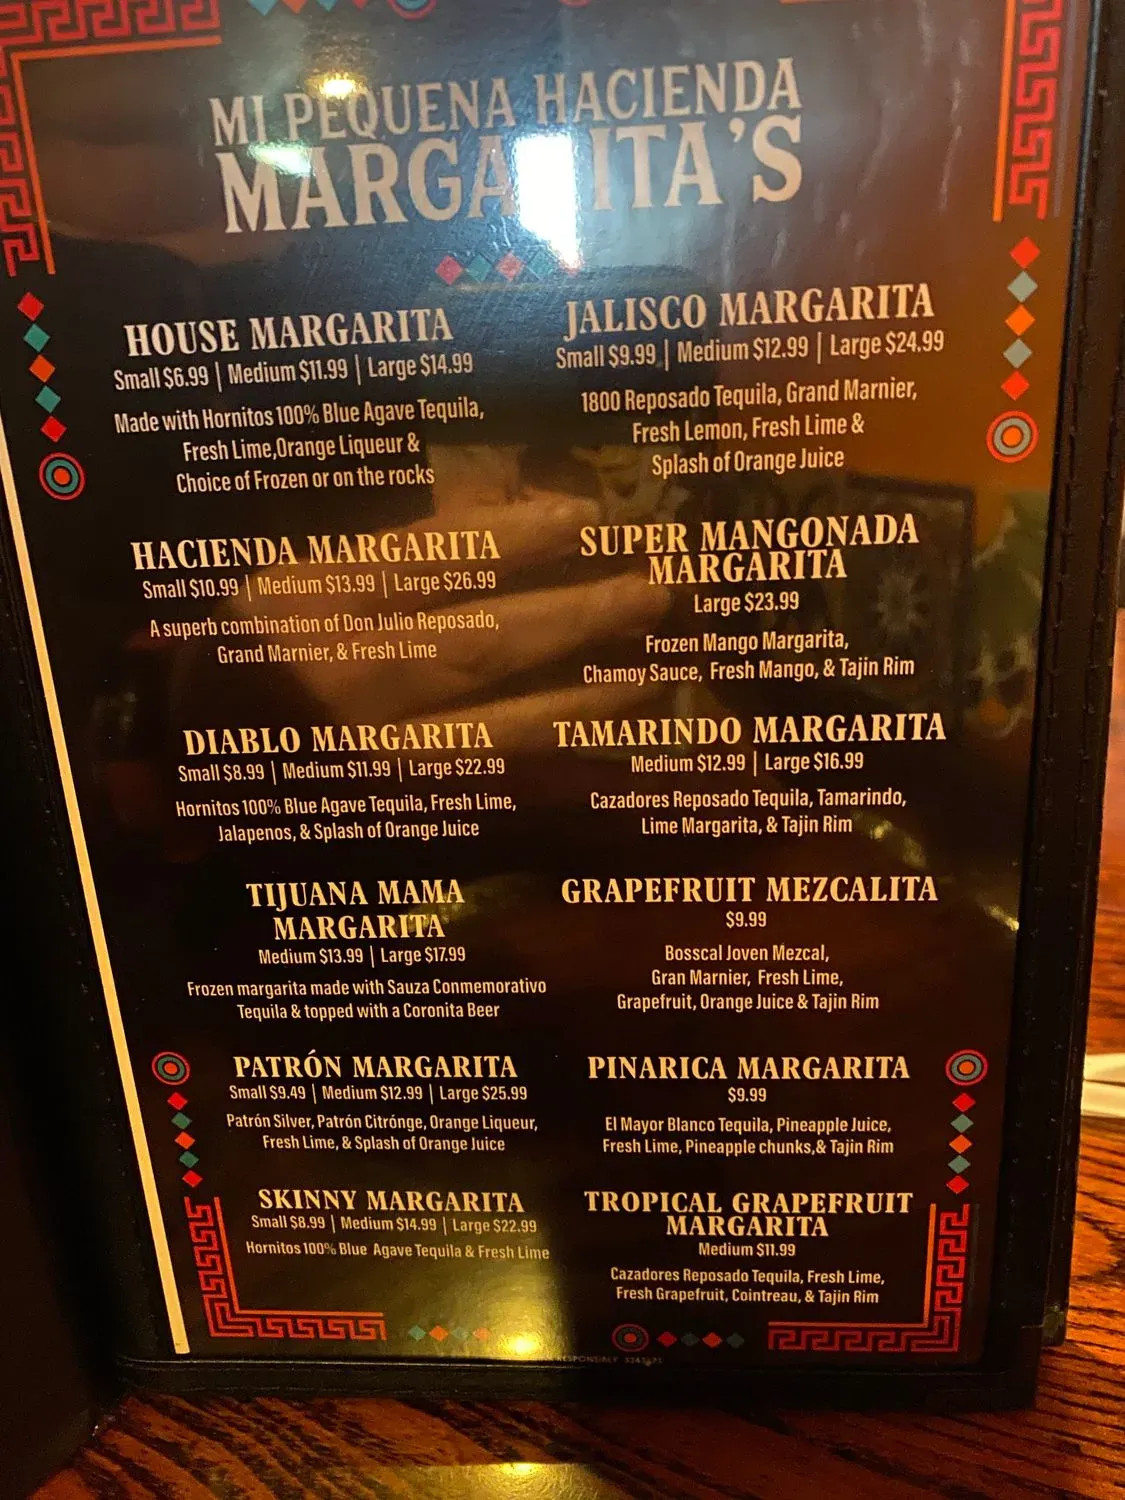 MI PEQUENA HACIENDA
MARGARITA'S
HOUSE MARGARITA
Small $6.99 | Medium $11.99 | Large $14.99
Made with Hornitos 100% Blue Agave Tequila,
Fresh Lime,Orange Liqueur &
Choice of Frozen or on the rocks
HACIENDA MARGARITA
Small $10.99 | Medium $13.99 | Large $26.99
A superb combination of Don Julio Reposado,
Grand Marnier, & Fresh Lime
DIABLO MARGARITA
Small $8.99 | Medium $11.99 | Large $22.99
Hornitos 100% Blue Agave Tequila, Fresh Lime,
Jalapenos, & Splash of Orange Juice
TIJUANA MAMA
MARGARITA
Medium $13.99 | Large $17.99
Frozen margarita made with Sauza Conmemorativo
Tequila & topped with a Coronita Beer
PATRÓN MARGARITA
Small $9.49 | Medium $12.99 | Large $25.99
Patrón Silver, Patrón Citrónge, Orange Liqueur,
Fresh Lime, & Splash of Orange Juice
SKINNY MARGARITA
Small $8.99 | Medium $14.99 | Large $22.99
Hornitos 100% Blue Agave Tequila & Fresh Lime
JALISCO MARGARITA
Small $9.99 | Medium $12.99 | Large $24.99
1800 Reposado Tequila, Grand Marnier,
Fresh Lemon, Fresh Lime &
Splash of Orange Juice
SUPER MANGONADA
MARGARITA
Large $23.99
Frozen Mango Margarita,
Chamoy Sauce, Fresh Mango, & Tajin Rim
TAMARINDO MARGARITA
Medium $12.99 | Large $16.99
Cazadores Reposado Tequila, Tamarindo,
Lime Margarita, & Tajin Rim
GRAPEFRUIT MEZCALITA
$9.99
Bosscal Joven Mezcal,
Gran Marnier, Fresh Lime,
Grapefruit, Orange Juice & Tajin Rim
PINARICA MARGARITA
$9.99
El Mayor Blanco Tequila, Pineapple Juice,
Fresh Lime, Pineapple chunks,& Tajin Rim
TROPICAL GRAPEFRUIT
MARGARITA
Medium $11.99
Cazadores Reposado Tequila, Fresh Lime,
Fresh Grapefruit, Cointreau, & Tajin Rim